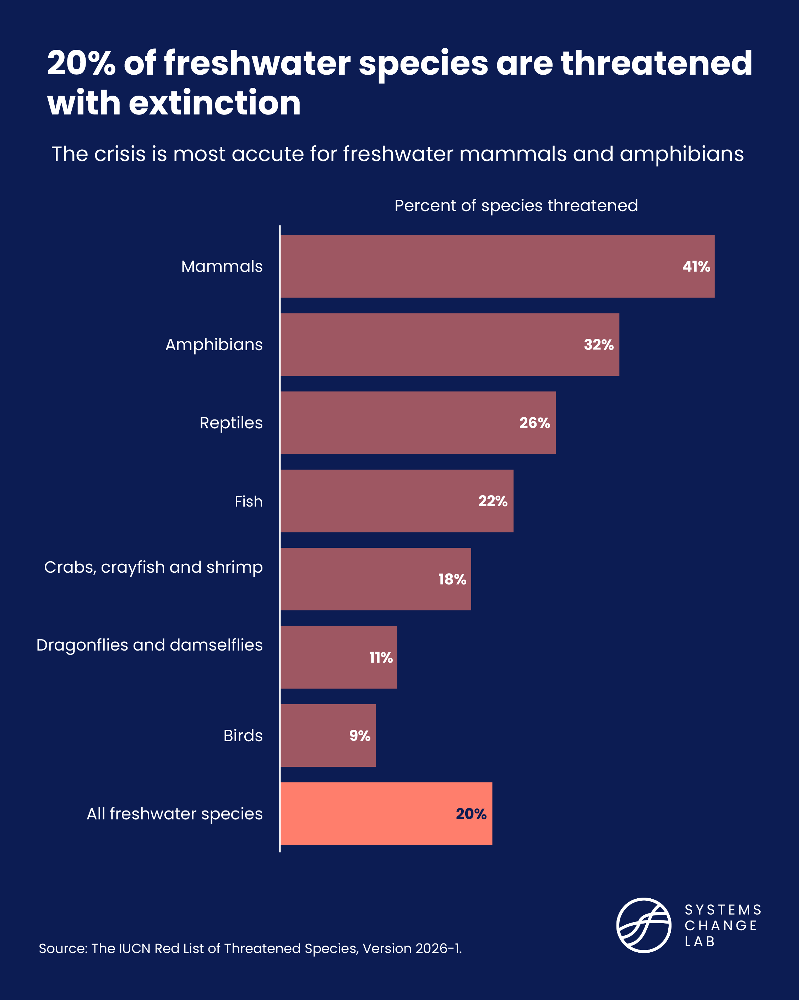 20% of freshwater species are threatened
with extinction
The crisis is most accute for freshwater mammals and amphibians
Percent of species threatened
Mammals
41%
Amphibians
32%
Reptiles
26%
Fish
22%
Crabs, crayfish and shrimp
18%
Dragonflies and damselflies
11%
Birds
9%
All freshwater species
20%
SYSTEMS
CHANGE
LAB
Source: The IUCN Red List of Threatened Species, Version 2026-1.